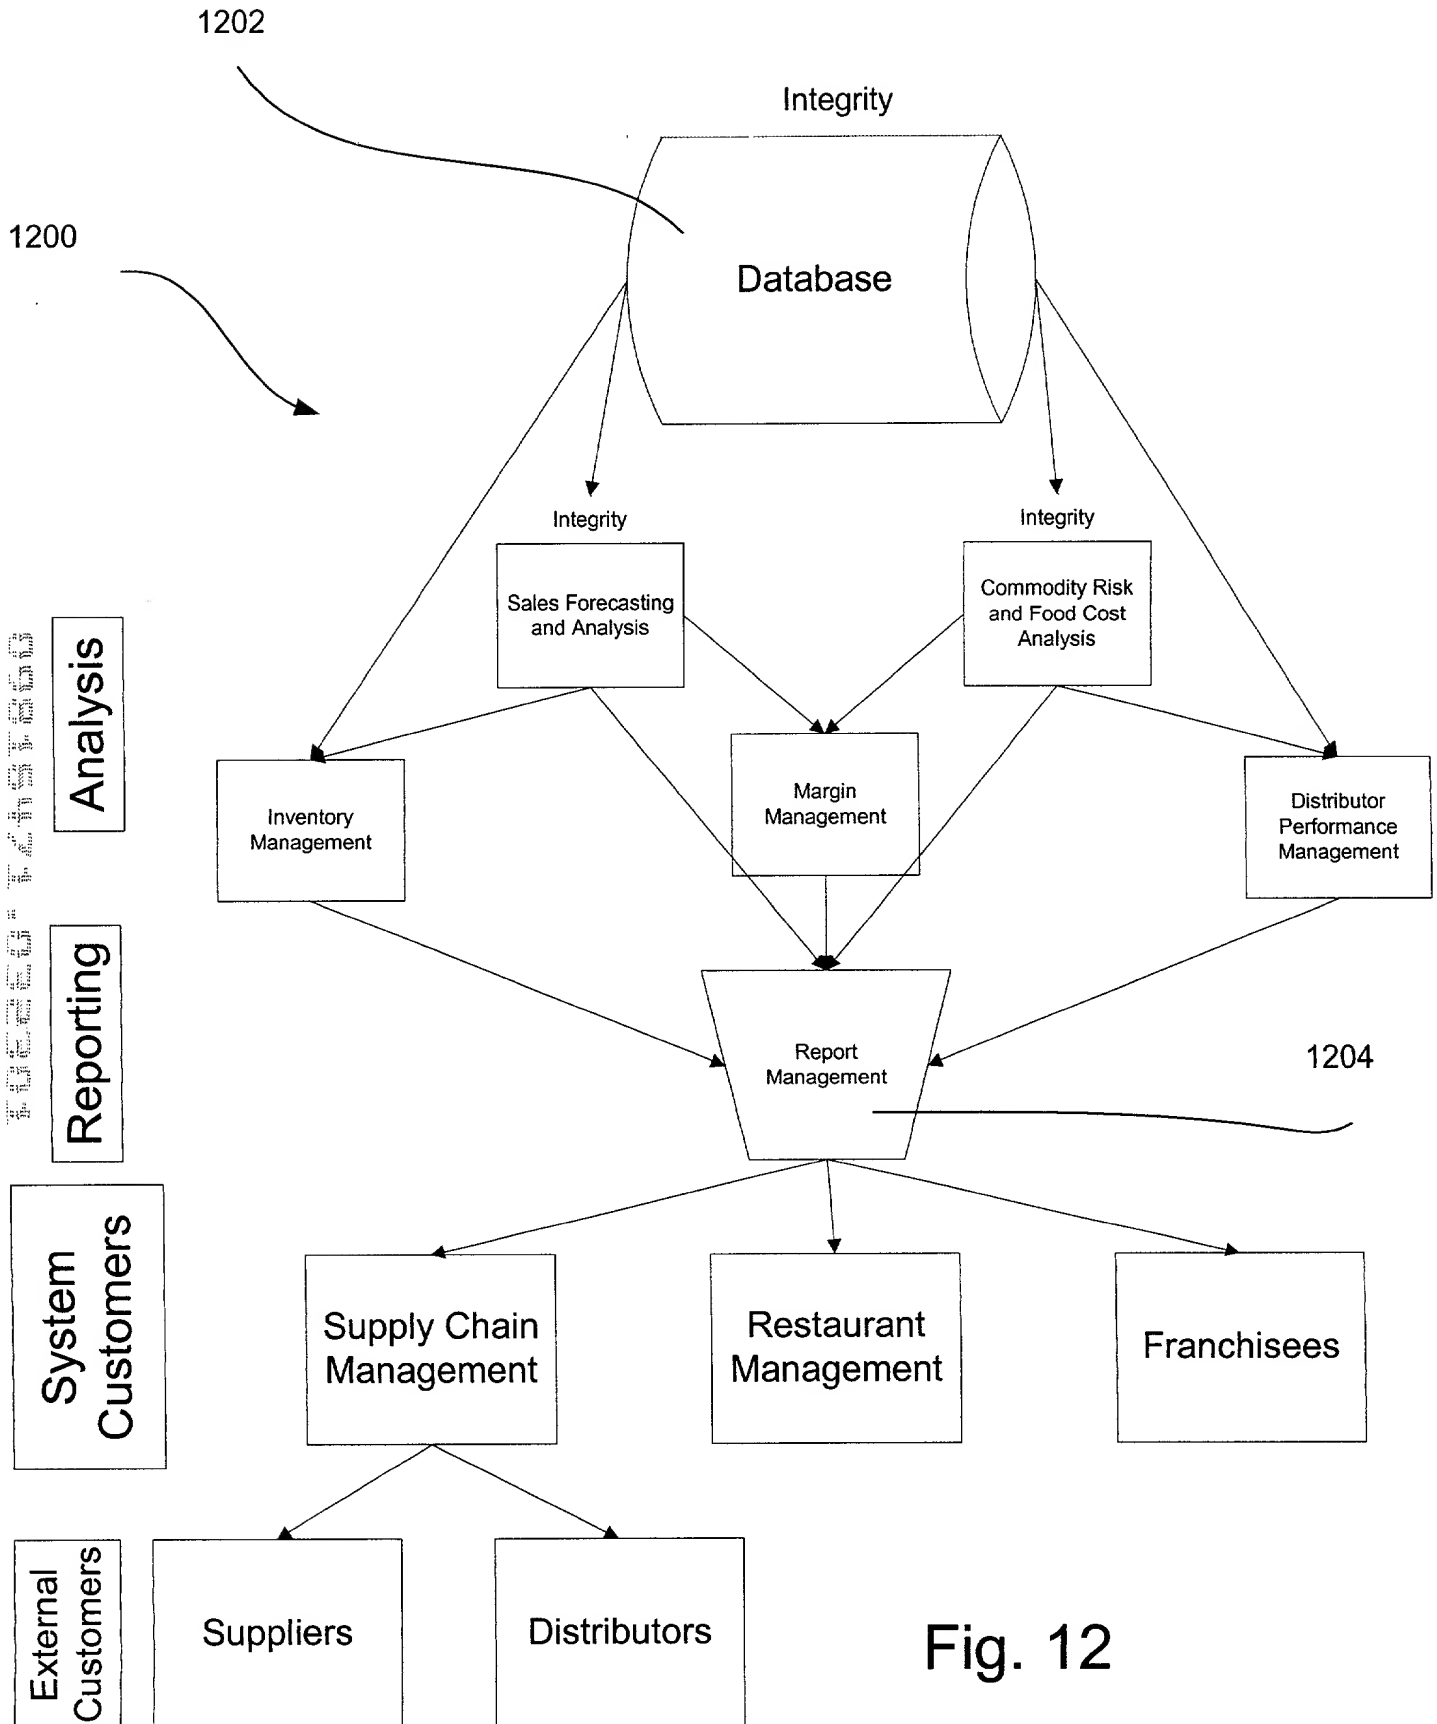 1202
Integrity
1200
Database
Integrity
Integrity
Sales Forecasting
and Analysis
Commodity Risk
and Food Cost
Analysis
Analysis
Inventory
Management
Margin
Management
Distributor
Performance
Management
Reporting
Report
Management
1204
System
Customers
Supply Chain
Management
Restaurant
Management
Franchisees
External
Customers
Suppliers
Distributors
Fig. 12